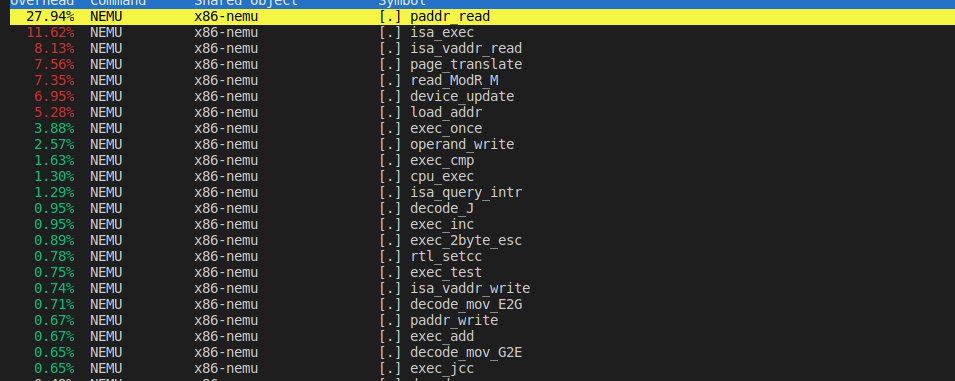 Overhead Command Shared Object Symbol
27.94% NEMU x86-nemu [.] paddr_read
11.62% NEMU x86-nemu [.] isa_exec
8.13% NEMU x86-nemu [.] isa_vaddr_read
7.56% NEMU x86-nemu [.] page_translate
7.35% NEMU x86-nemu [.] read_ModR_M
6.95% NEMU x86-nemu [.] device_update
5.28% NEMU x86-nemu [.] load_addr
3.88% NEMU x86-nemu [.] exec_once
2.57% NEMU x86-nemu [.] operand_write
1.63% NEMU x86-nemu [.] exec_cmp
1.30% NEMU x86-nemu [.] cpu_exec
1.29% NEMU x86-nemu [.] isa_query_intr
0.95% NEMU x86-nemu [.] decode_J
0.95% NEMU x86-nemu [.] exec_inc
0.89% NEMU x86-nemu [.] exec_2byte_esc
0.78% NEMU x86-nemu [.] rtl_setcc
0.75% NEMU x86-nemu [.] exec_test
0.74% NEMU x86-nemu [.] isa_vaddr_write
0.71% NEMU x86-nemu [.] decode_mov_E2G
0.67% NEMU x86-nemu [.] paddr_write
0.67% NEMU x86-nemu [.] exec_add
0.65% NEMU x86-nemu [.] decode_mov_G2E
0.65% NEMU x86-nemu [.] exec_jcc